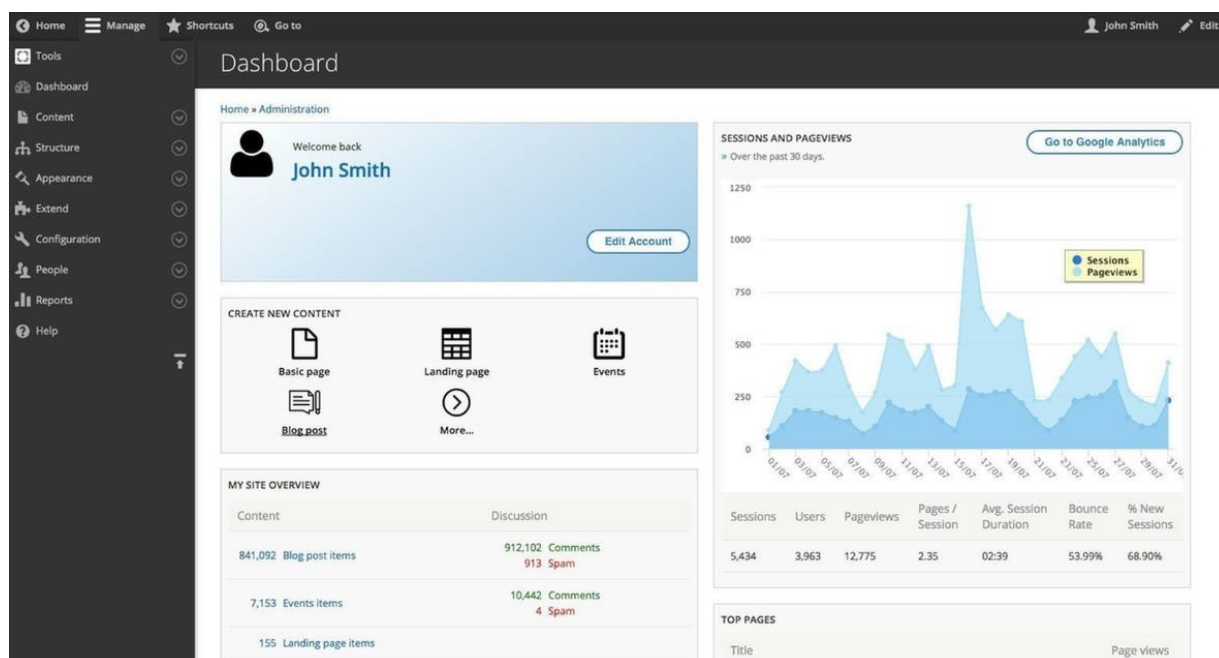 Home Manage Shortcuts Go to John Smith Edit
Tools
Dashboard
Content
Structure
Appearance
Extend
Configuration
People
Reports
Help
Dashboard
Home » Administration
Welcome back
John Smith
Edit Account
CREATE NEW CONTENT
Basic page Landing page Events
Blog post More...
MY SITE OVERVIEW
Content Discussion
841,092 Blog post items 912,102 Comments
913 Spam
7,153 Events items 10,442 Comments
4 Spam
155 Landing page items
SESSIONS AND PAGEVIEWS
» Over the past 30 days.
Go to Google Analytics
1250
1000
750
500
250
0
Sessions
Pageviews
01/07 03/07 05/07 07/07 09/07 11/07 13/07 15/07 17/07 19/07 21/07 23/07 25/07 27/07 29/07 31/0
Sessions Users Pageviews Pages / Session Avg. Session Duration Bounce Rate % New Sessions
5,434 3,963 12,775 2.35 02:39 53.99% 68.90%
TOP PAGES
Title Page views